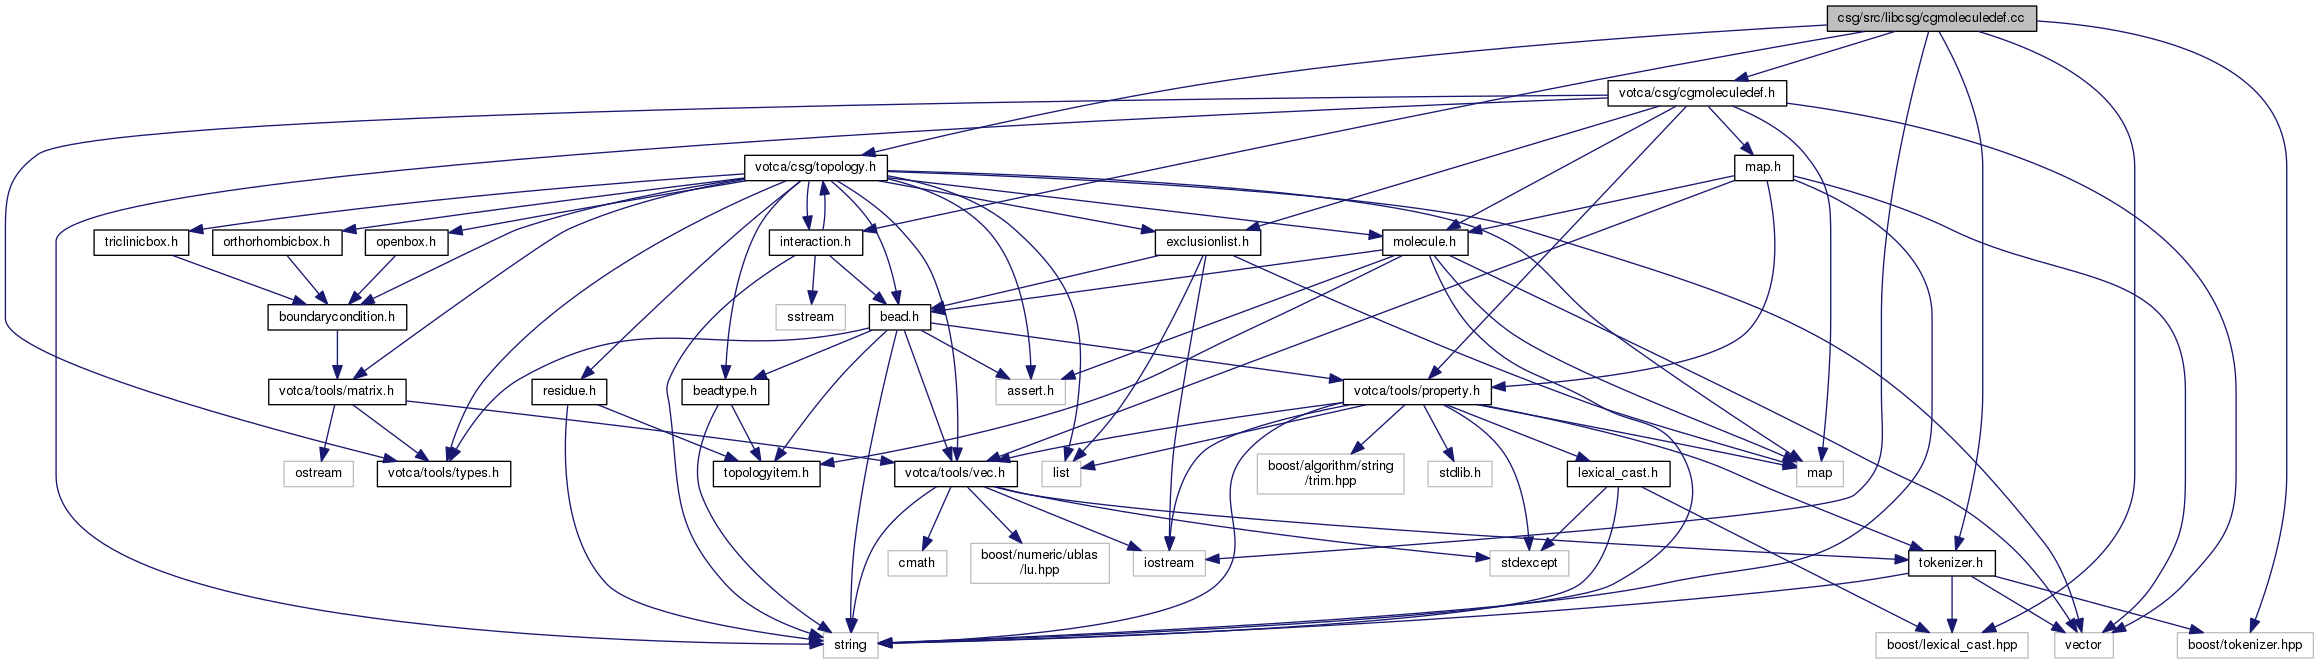 csg/src/libcsg/cgmoleculedef.cc
votca/csg/cgmoleculedef.h
votca/csg/topology.h
map.h
triclinicbox.h
orthorhombicbox.h
openbox.h
interaction.h
exclusionlist.h
molecule.h
boundarycondition.h
sstream
bead.h
votca/tools/matrix.h
residue.h
beadtype.h
assert.h
votca/tools/property.h
ostream
votca/tools/types.h
topologyitem.h
votca/tools/vec.h
list
boost/algorithm/string
/trim.hpp
stdlib.h
lexical_cast.h
map
cmath
boost/numeric/ublas
/lu.hpp
iostream
stdexcept
tokenizer.h
string
boost/lexical_cast.hpp
vector
boost/tokenizer.hpp